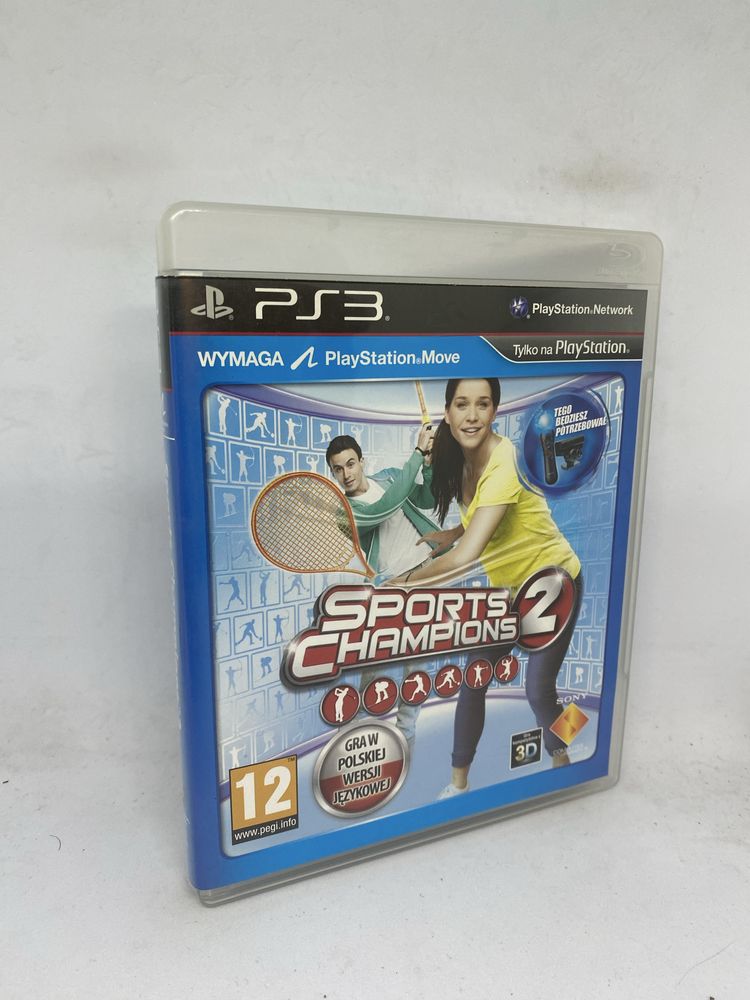 PS3
PlayStation®Network
WYMAGA PlayStation®Move
Tylko na PlayStation®
TEGO
BĘDZIESZ
POTRZEBOWAŁ
SPORTS
CHAMPIONS 2
GRA W
POLSKIEJ
WERSJI
JĘZYKOWEJ
12
www.pegi.info
3D
SONY